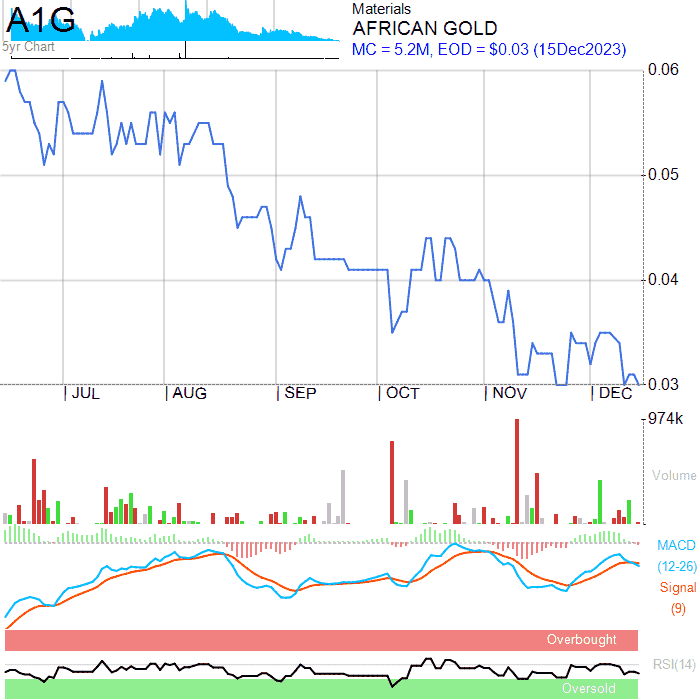 A1G
5yr Chart
Materials
AFRICAN GOLD
MC = 5.2M, EOD = $0.03 (15Dec2023)
0.06
0.05
0.04
0.03
JUL AUG SEP OCT NOV DEC
974k
Volume
MACD
(12-26)
Signal
(9)
Overbought
RSI(14)
Oversold